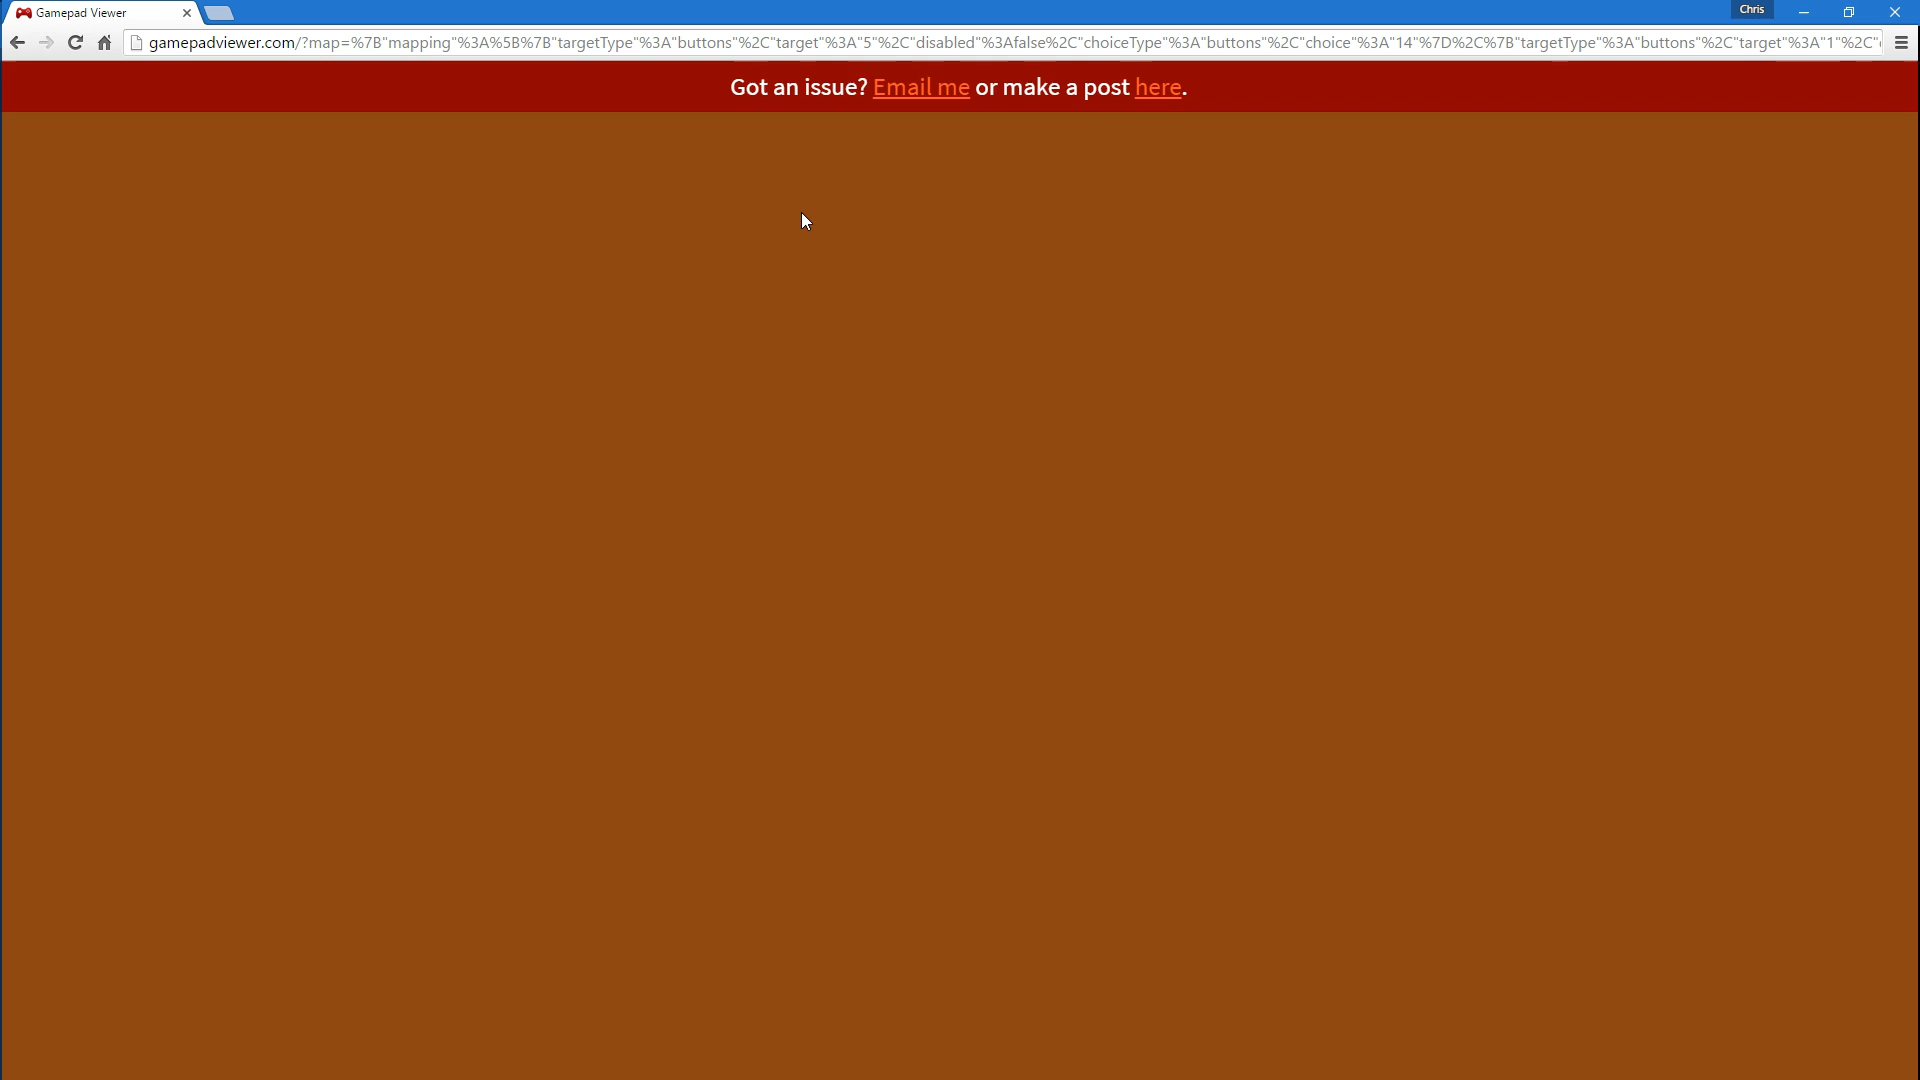 Gamepad Viewer
Chris
gamepadviewer.com/?map=%7B"mapping"%3A%5B%7B"targetType"%3A"buttons"%2C"target"%3A"5"%2C"disabled"%3Afalse%2C"choiceType"%3A"buttons"%2C"choice"%3A"14"%7D%2C%7B"targetType"%3A"buttons"%2C"target"%3A"1"%2C"
Got an issue? Email me or make a post here.